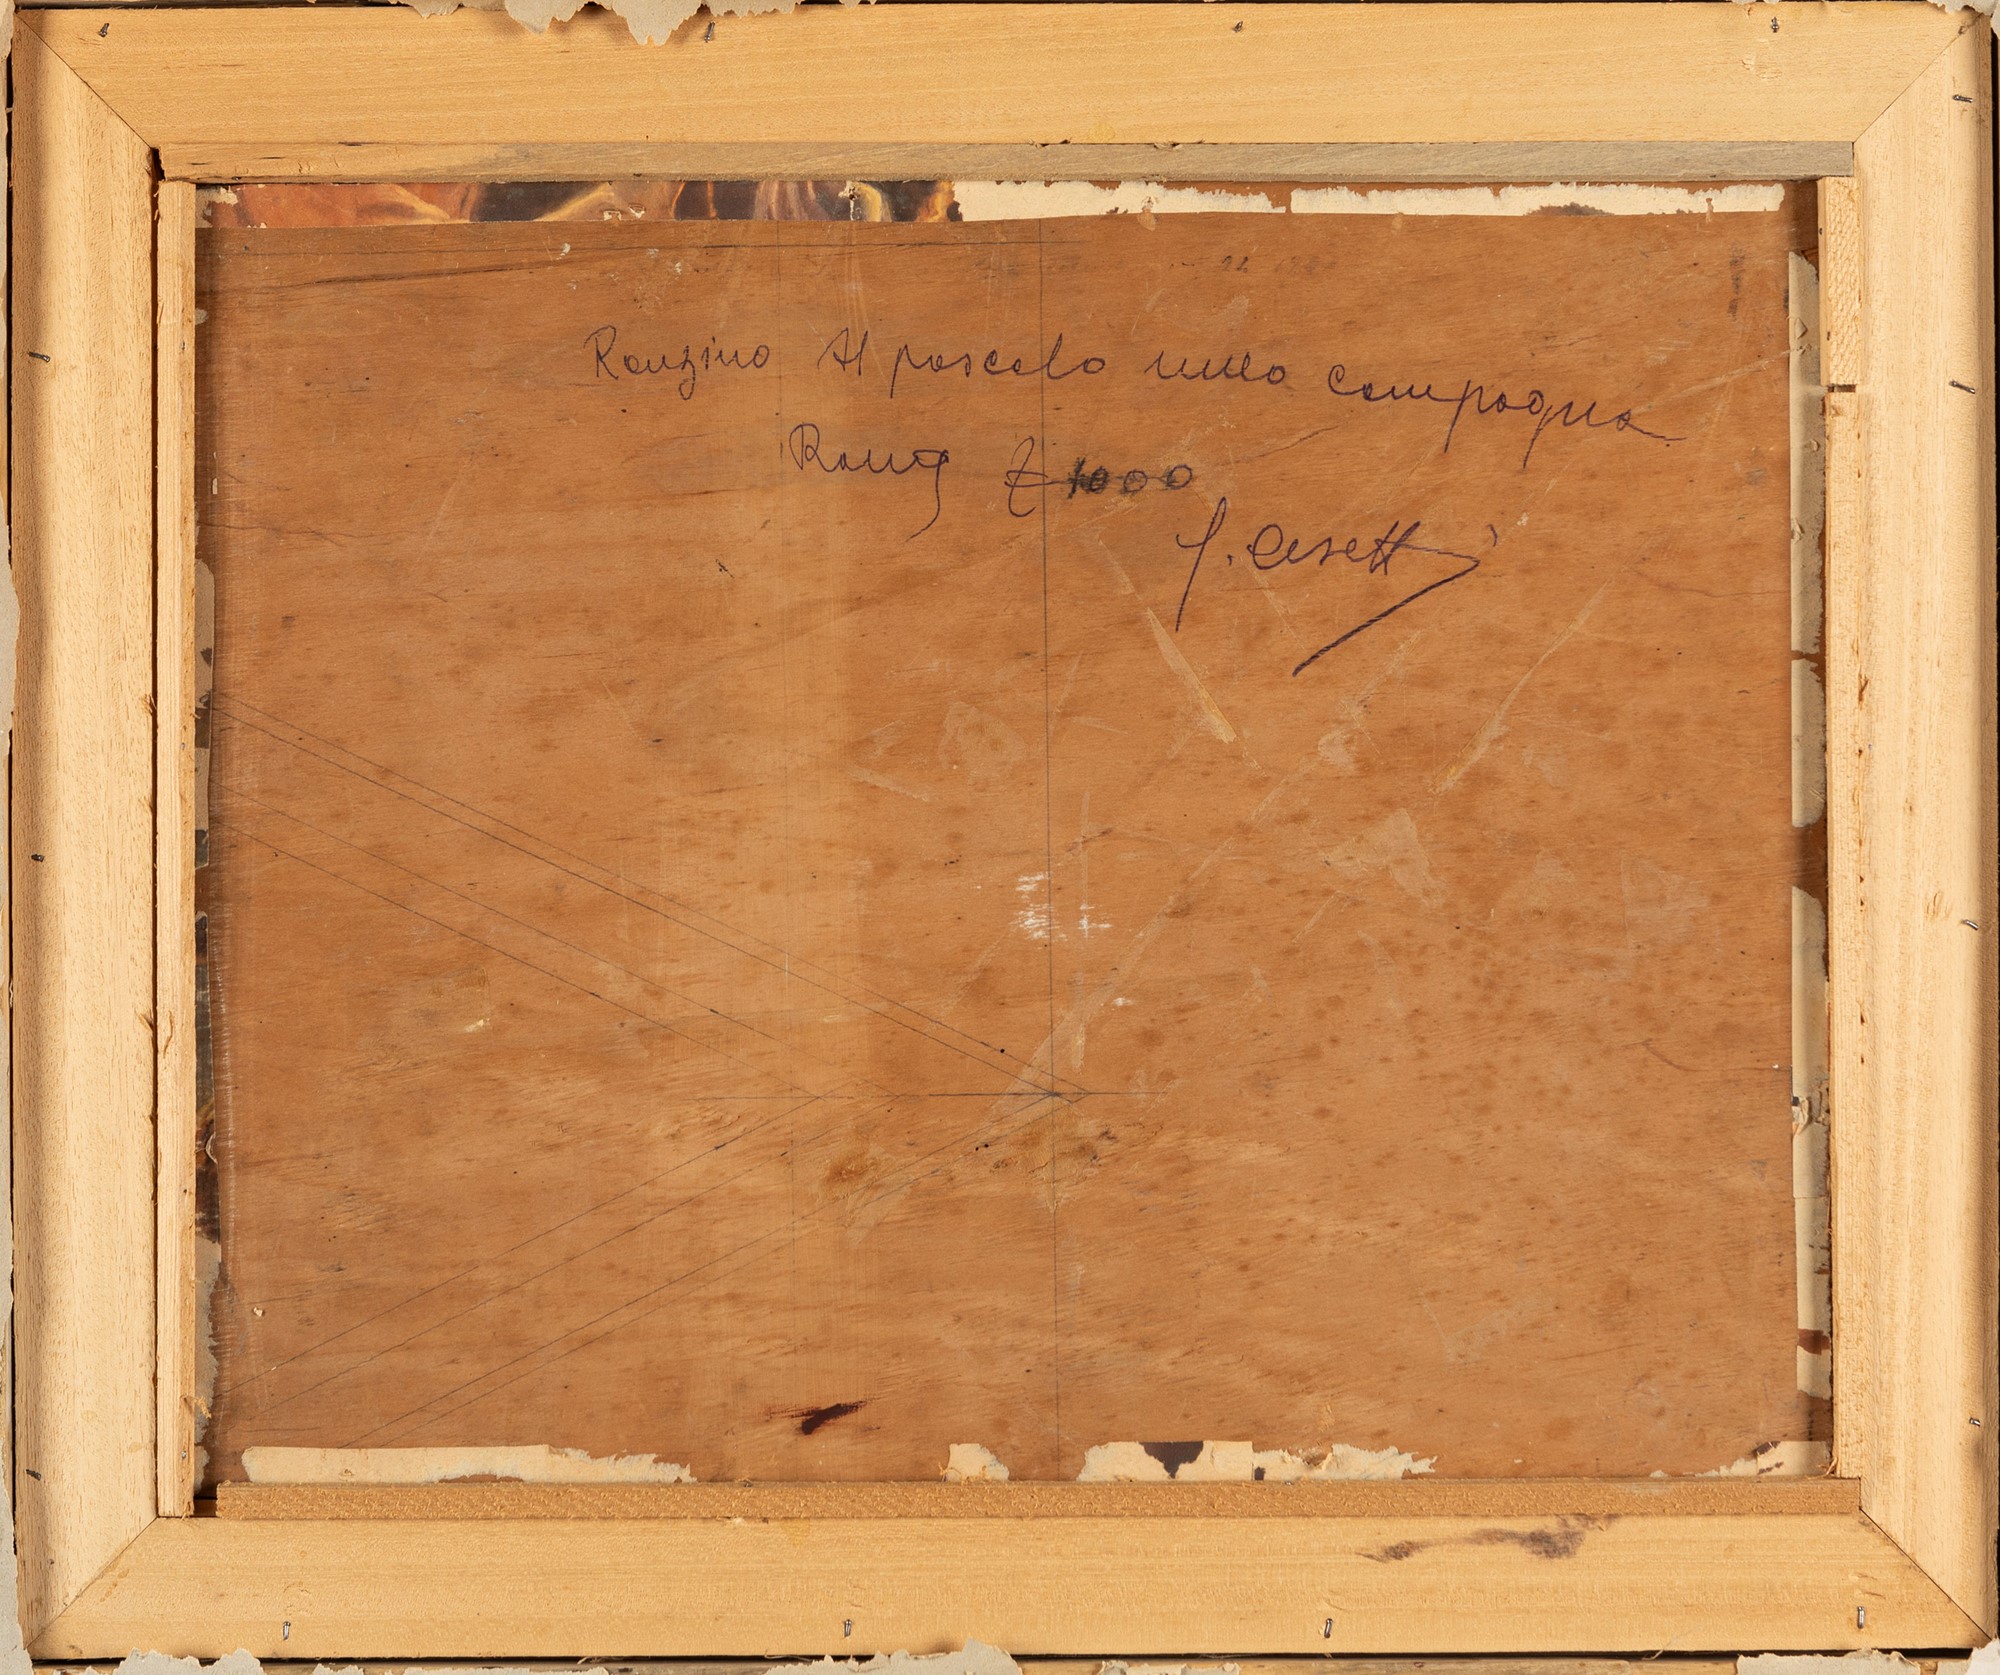 Ronzino Al pascolo nella campagna
Roma £ 1000
G. Cesetti